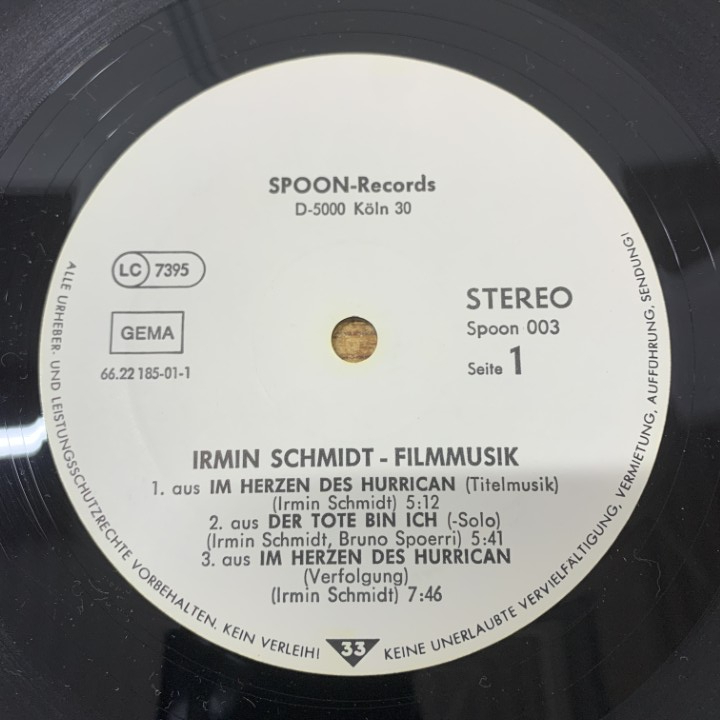 SPOON-Records
D-5000 Köln 30
LC 7395
GEMA
66.22 185-01-1
STEREO
Spoon 003
Seite 1
IRMIN SCHMIDT - FILMMUSIK
1. aus IM HERZEN DES HURRICAN (Titelmusik)
(Irmin Schmidt) 5:12
2. aus DER TOTE BIN ICH (-Solo)
(Irmin Schmidt, Bruno Spoerri) 5:41
3. aus IM HERZEN DES HURRICAN
(Verfolgung)
(Irmin Schmidt) 7:46
ALLE URHEBER- UND LEISTUNGSSCHUTZRECHTE VORBEHALTEN. KEIN VERLEIH!
33
KEINE UNERLAUBTE VERVIELFÄLTIGUNG, VERMIETUNG, AUFFÜHRUNG, SENDUNG!